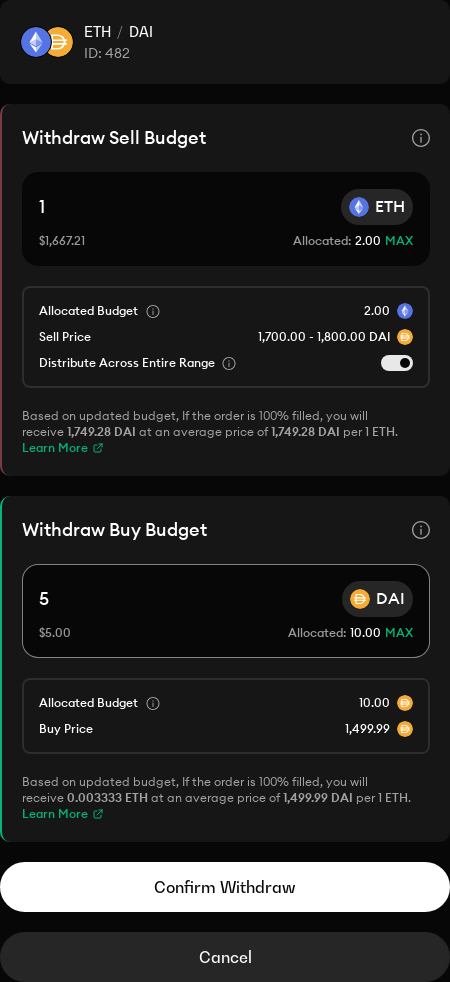 ETH / DAI
ID: 482
Withdraw Sell Budget
1
ETH
$1,667.21
Allocated: 2.00 MAX
Allocated Budget
2.00
Sell Price
1,700.00 - 1,800.00 DAI
Distribute Across Entire Range
Based on updated budget, If the order is 100% filled, you will
receive 1,749.28 DAI at an average price of 1,749.28 DAI per 1 ETH.
Learn More
Withdraw Buy Budget
5
DAI
$5.00
Allocated: 10.00 MAX
Allocated Budget
10.00
Buy Price
1,499.99
Based on updated budget, If the order is 100% filled, you will
receive 0.003333 ETH at an average price of 1,499.99 DAI per 1 ETH.
Learn More
Confirm Withdraw
Cancel